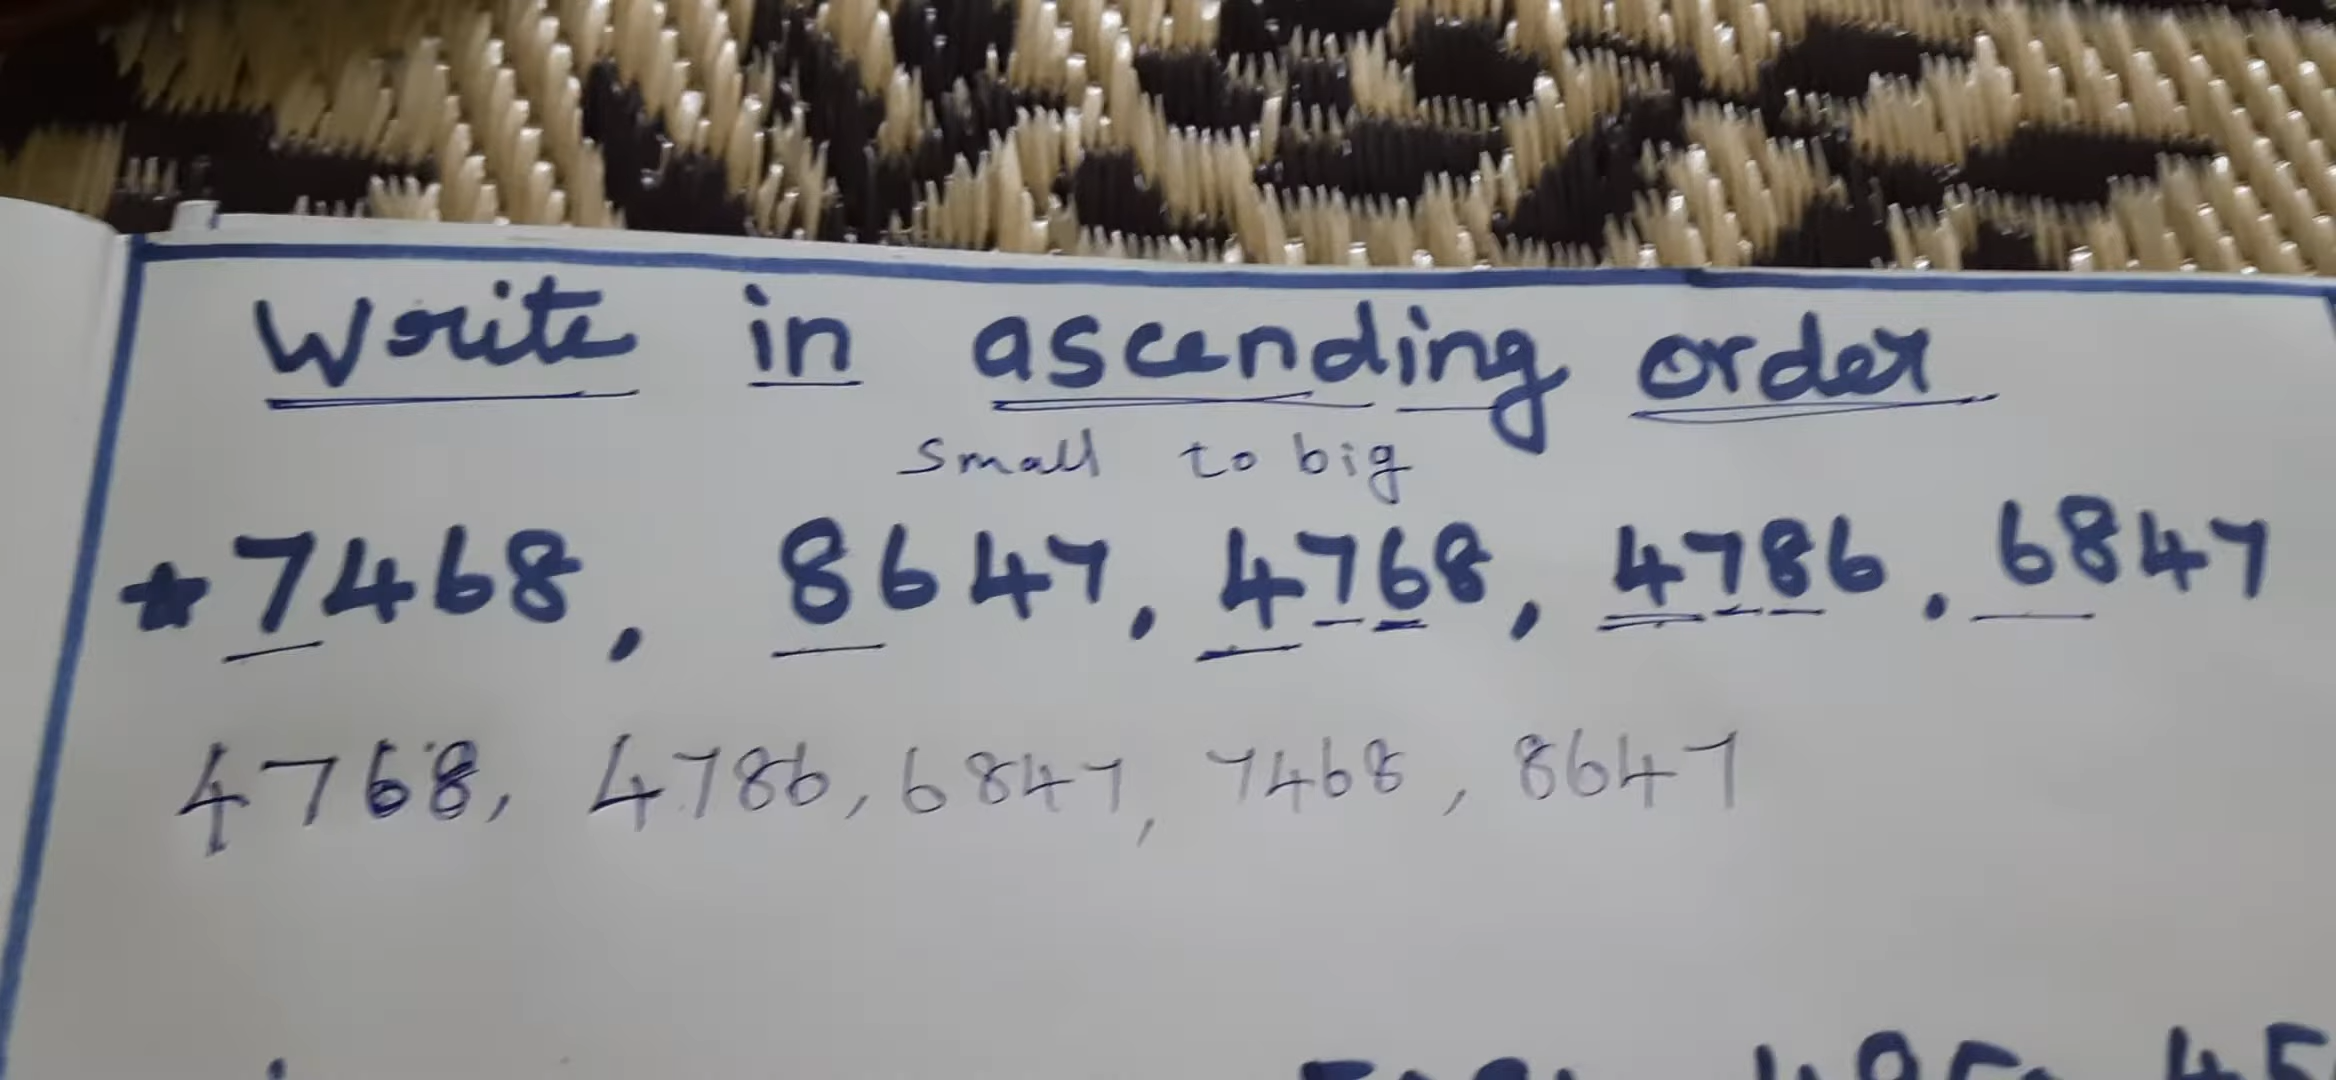 Write in ascending order
small to big
★7468, 8647, 4768, 4786, 6847
4768, 4786, 6847, 7468, 8647